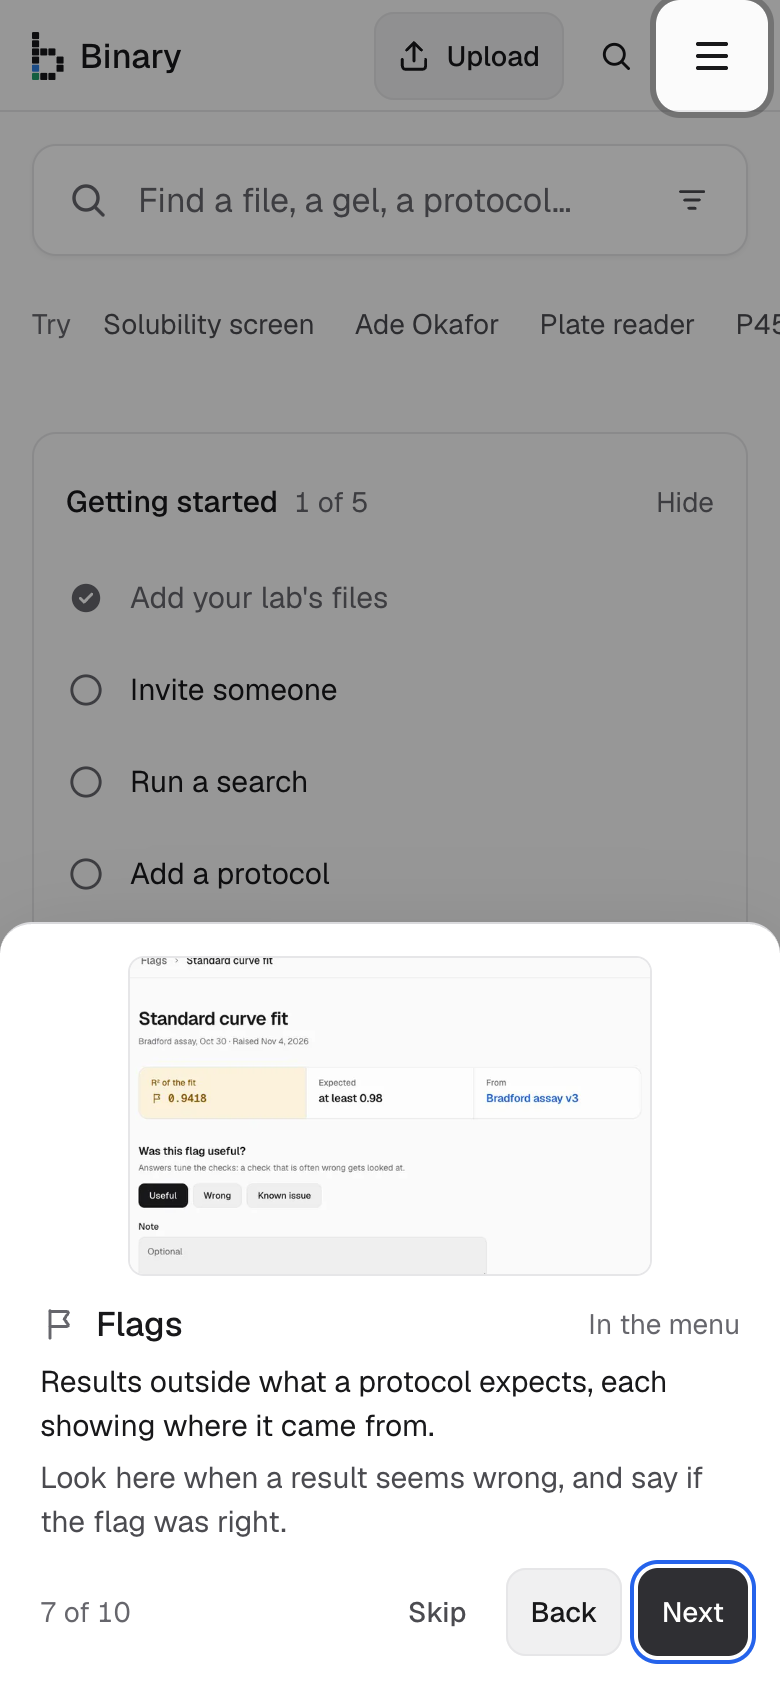 Binary
Upload
Find a file, a gel, a protocol...
Try Solubility screen Ade Okafor Plate reader P45
Getting started 1 of 5 Hide
Add your lab's files
Invite someone
Run a search
Add a protocol
Flags › Standard curve fit
Standard curve fit
Bradford assay, Oct 30 · Raised Nov 4, 2026
R² of the fit
0.9418
Expected
at least 0.98
From
Bradford assay v3
Was this flag useful?
Answers tune the checks: a check that is often wrong gets looked at.
Useful Wrong Known issue
Note
Optional
Flags In the menu
Results outside what a protocol expects, each
showing where it came from.
Look here when a result seems wrong, and say if
the flag was right.
7 of 10 Skip Back Next